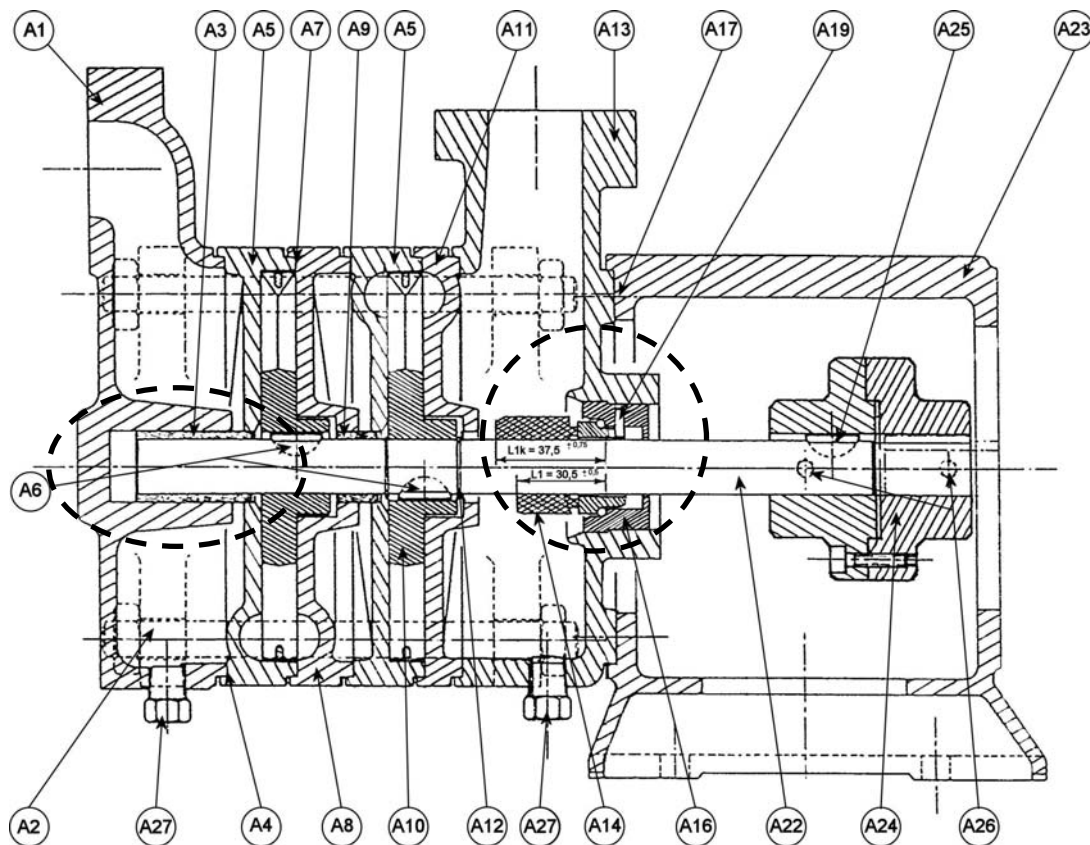 A1 A3 A5 A7 A9 A5 A11 A13 A17 A19 A25 A23
L1k = 37,5 ± 0,75
L1 = 30,5 ± 0,5
A6
A2 A27 A4 A8 A10 A12 A27 A14 A16 A22 A24 A26